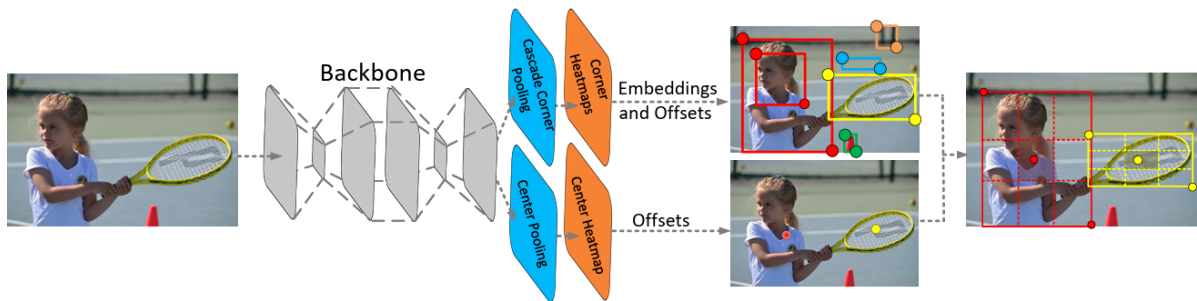 Backbone
Cascade Corner
Pooling
Corner
Heatmaps
Embeddings
and Offsets
Center Pooling
Center Heatmap
Offsets